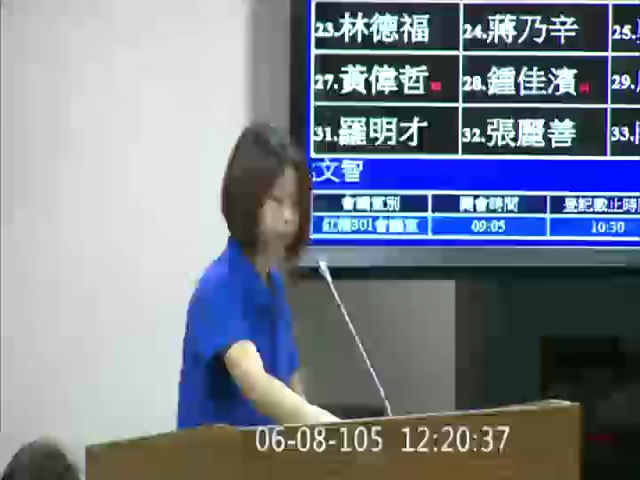 23.林德福 24.蔣乃辛 25.
27.黃偉哲 28.鍾佳濱 29.
31.羅明才 32.張麗善 33.
文智
會議室別 開會時間 登記截止時
紅樓301會議室 09:05 10:30
06-08-105 12:20:37